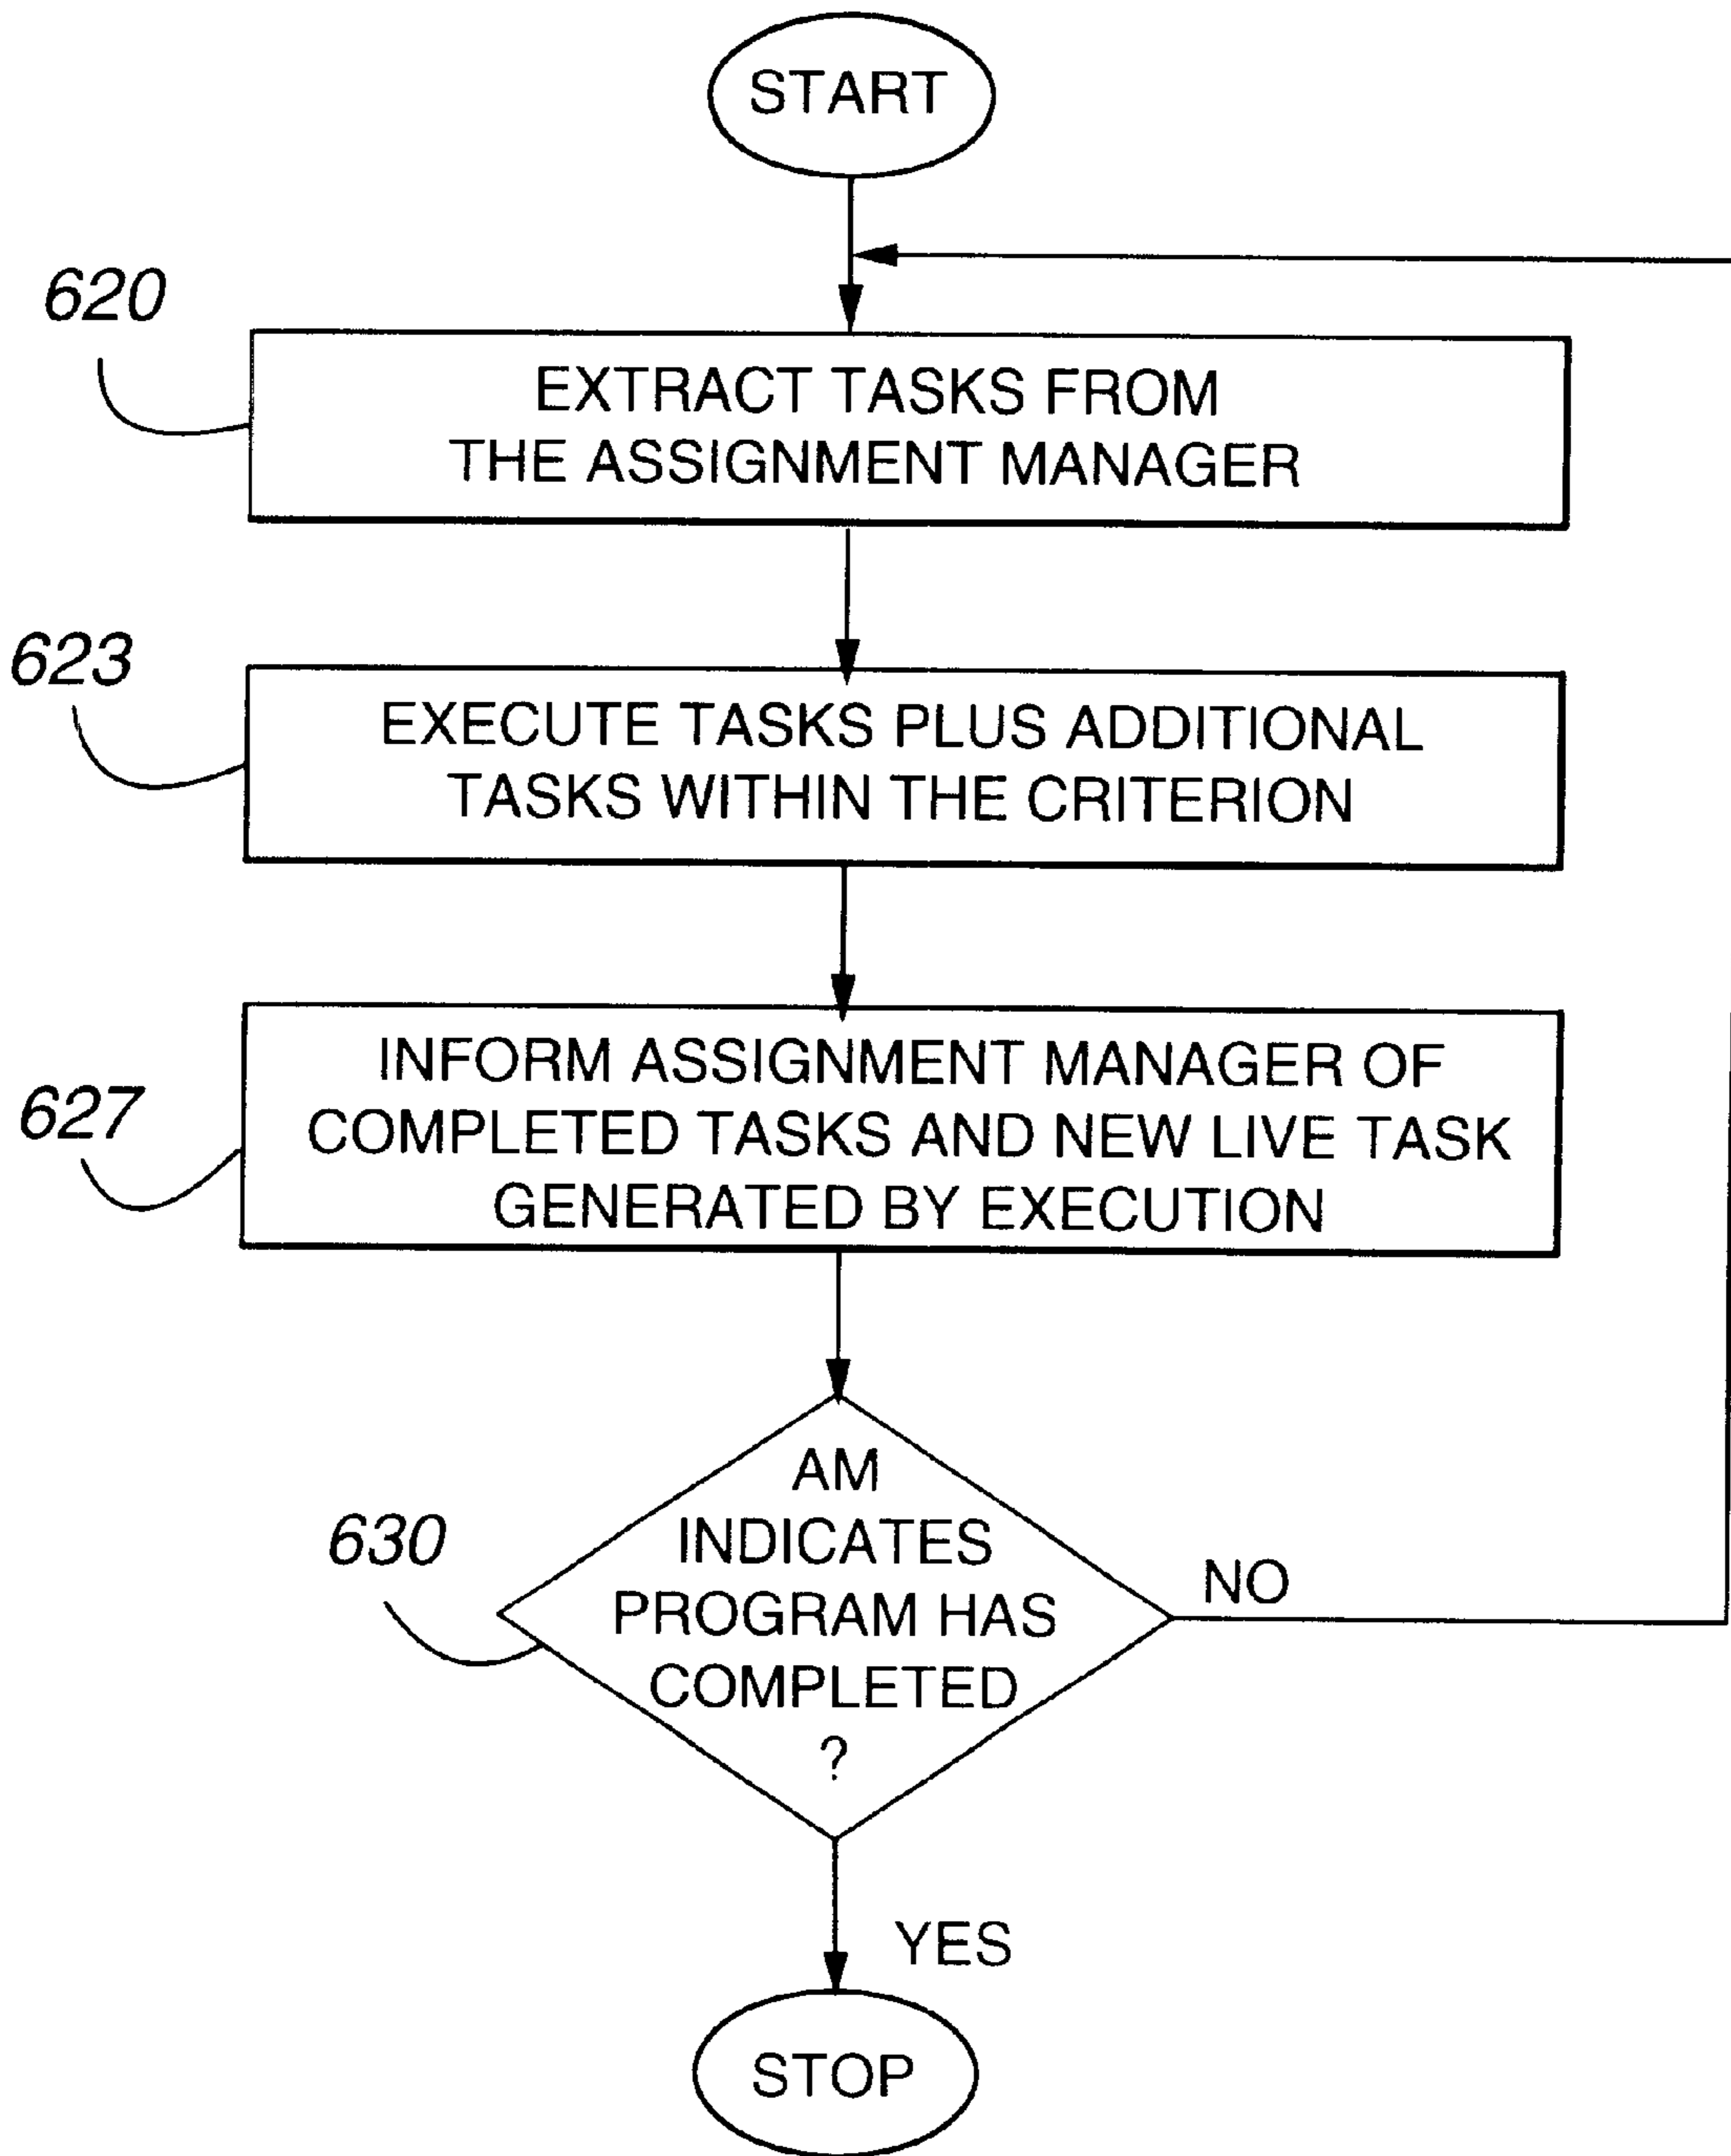 START
620
EXTRACT TASKS FROM
THE ASSIGNMENT MANAGER
623
EXECUTE TASKS PLUS ADDITIONAL
TASKS WITHIN THE CRITERION
627
INFORM ASSIGNMENT MANAGER OF
COMPLETED TASKS AND NEW LIVE TASK
GENERATED BY EXECUTION
630
AM
INDICATES
PROGRAM HAS
COMPLETED
?
NO
YES
STOP